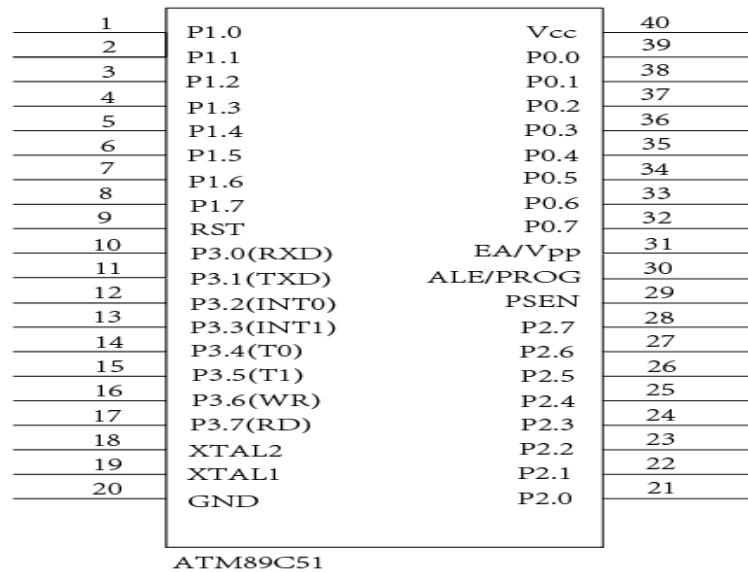 1 P1.0 Vcc 40
2 P1.1 P0.0 39
3 P1.2 P0.1 38
4 P1.3 P0.2 37
5 P1.4 P0.3 36
6 P1.5 P0.4 35
7 P1.6 P0.5 34
8 P1.7 P0.6 33
9 RST P0.7 32
10 P3.0(RXD) EA/VPP 31
11 P3.1(TXD) ALE/PROG 30
12 P3.2(INT0) PSEN 29
13 P3.3(INT1) P2.7 28
14 P3.4(T0) P2.6 27
15 P3.5(T1) P2.5 26
16 P3.6(WR) P2.4 25
17 P3.7(RD) P2.3 24
18 XTAL2 P2.2 23
19 XTAL1 P2.1 22
20 GND P2.0 21
ATM89C51